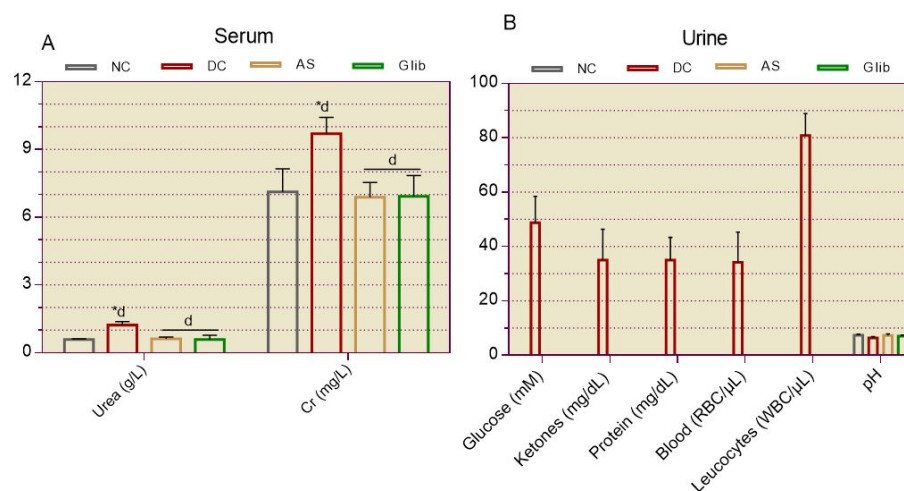 A
Serum
NC DC AS Glib
12
9
6
3
0
*d
d
*d
d
Urea (g/L)
Cr (mg/L)
B
Urine
NC DC AS Glib
100
80
60
40
20
0
Glucose (mM)
Ketones (mg/dL)
Protein (mg/dL)
Blood (RBC/µL)
Leucocytes (WBC/µL)
pH